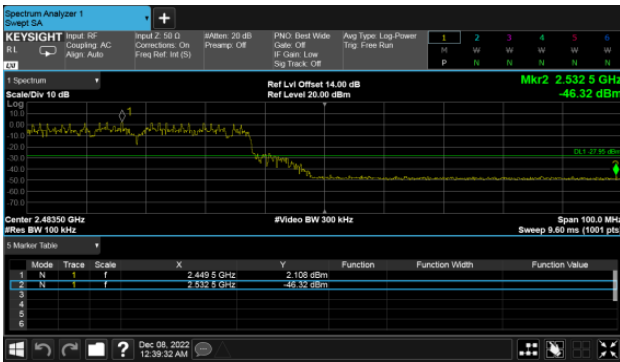 Spectrum Analyzer 1
Swept SA
KEYSIGHT Input: RF Input Z: 50 Ω #Atten: 20 dB PNO: Best Wide Avg Type: Log-Power 1 2 3 4 5 6
RL Coupling: AC Corrections: On Preamp: Off Gate: Off Trig: Free Run M W W W W W
Align: Auto Freq Ref: Int (S) IF Gain: Low P N N N N N
LXI Sig Track: Off
1 Spectrum Ref Lvl Offset 14.00 dB Mkr2 2.532 5 GHz
Scale/Div 10 dB Ref Level 20.00 dBm -46.32 dBm
Log
10.0
0.00
-10.0
-20.0
-30.0
-40.0
-50.0
-60.0
-70.0
1
DL1 -27.95 dBm
2
Center 2.48350 GHz #Video BW 300 kHz Span 100.0 MHz
#Res BW 100 kHz Sweep 9.60 ms (1001 pts)
5 Marker Table
Mode Trace Scale X Y Function Function Width Function Value
1 N 1 f 2.449 5 GHz 2.108 dBm
2 N 1 f 2.532 5 GHz -46.32 dBm
3
4
5
6
? Dec 08, 2022
12:39:32 AM